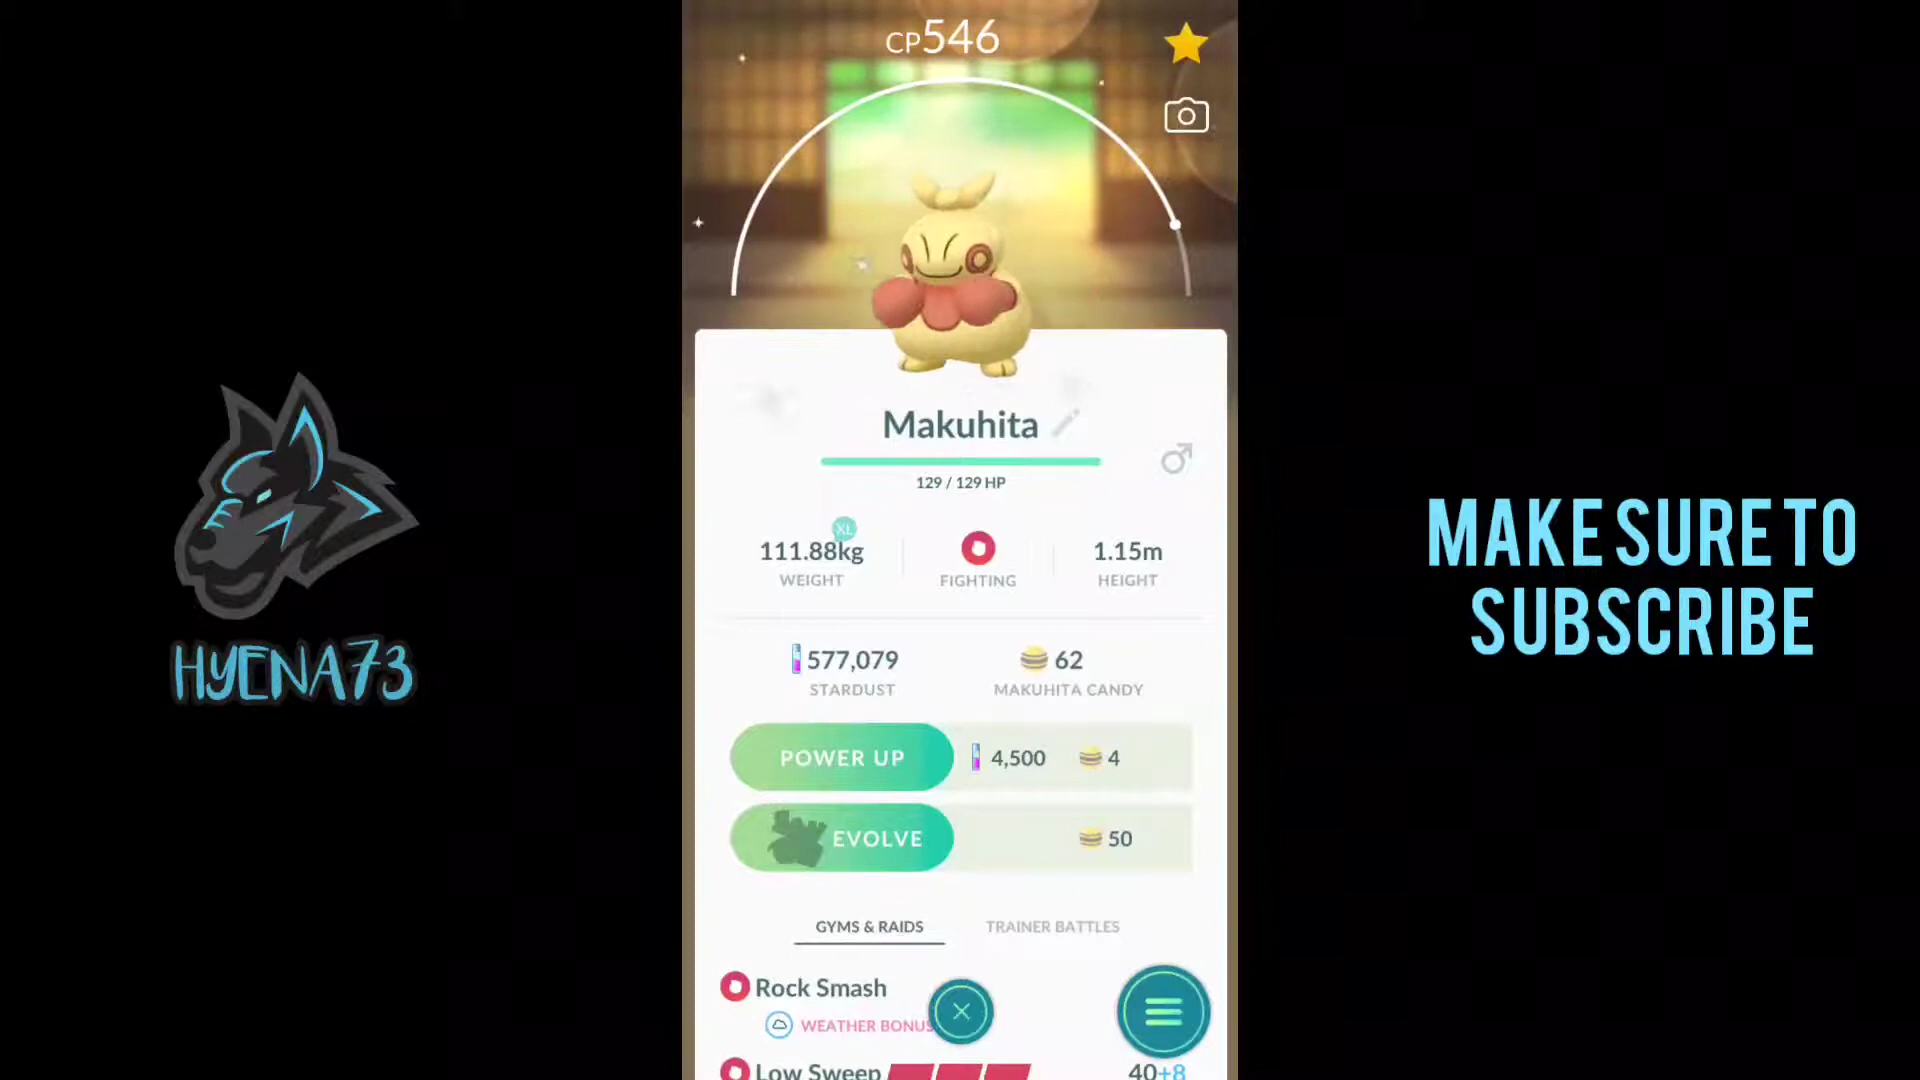 CP546
Makuhita
129 / 129 HP
XL
111.88kg
WEIGHT
FIGHTING
1.15m
HEIGHT
577,079
STARDUST
62
MAKUHITA CANDY
POWER UP 4,500 4
EVOLVE 50
GYMS & RAIDS TRAINER BATTLES
Rock Smash
WEATHER BONUS
Low Sweep 40+8
HYENA73
MAKE SURE TO
SUBSCRIBE